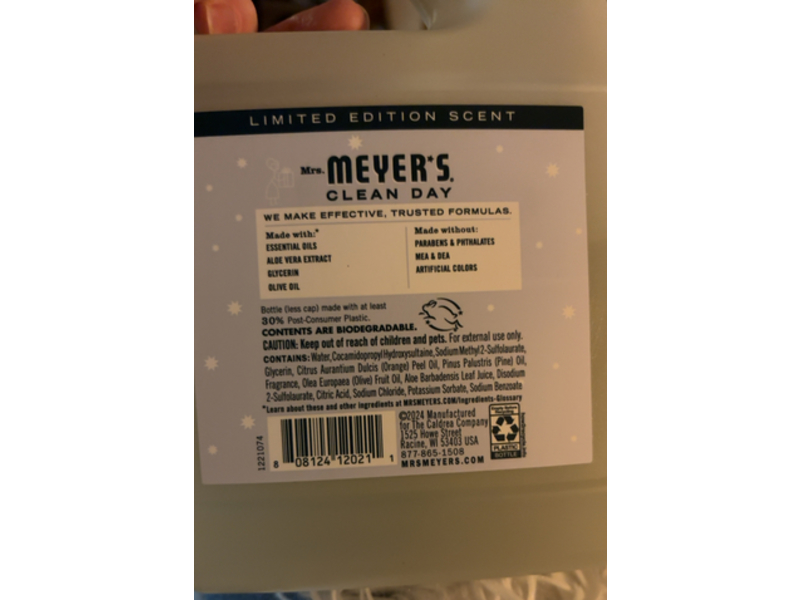 LIMITED EDITION SCENT
Mrs. MEYER'S®
CLEAN DAY
WE MAKE EFFECTIVE, TRUSTED FORMULAS.
Made with:*
ESSENTIAL OILS
ALOE VERA EXTRACT
GLYCERIN
OLIVE OIL
Made without:
PARABENS & PHTHALATES
MEA & DEA
ARTIFICIAL COLORS
Bottle (less cap) made with at least
30% Post-Consumer Plastic.
CONTENTS ARE BIODEGRADABLE.
CAUTION: Keep out of reach of children and pets. For external use only.
CONTAINS: Water, Cocamidopropyl Hydroxysultaine, Sodium Methyl 2-Sulfolaurate,
Glycerin, Citrus Aurantium Dulcis (Orange) Peel Oil, Pinus Palustris (Pine) Oil,
Fragrance, Olea Europaea (Olive) Fruit Oil, Aloe Barbadensis Leaf Juice, Disodium
2-Sulfolaurate, Citric Acid, Sodium Chloride, Potassium Sorbate, Sodium Benzoate
*Learn about these and other ingredients at MRSMEYERS.COM/Ingredients-Glossary
1221074
8 08124 12021 1
©2024 Manufactured
for The Caldrea Company
1525 Howe Street
Racine, WI 53403 USA
877-865-1508
MRSMEYERS.COM
PLASTIC
BOTTLE